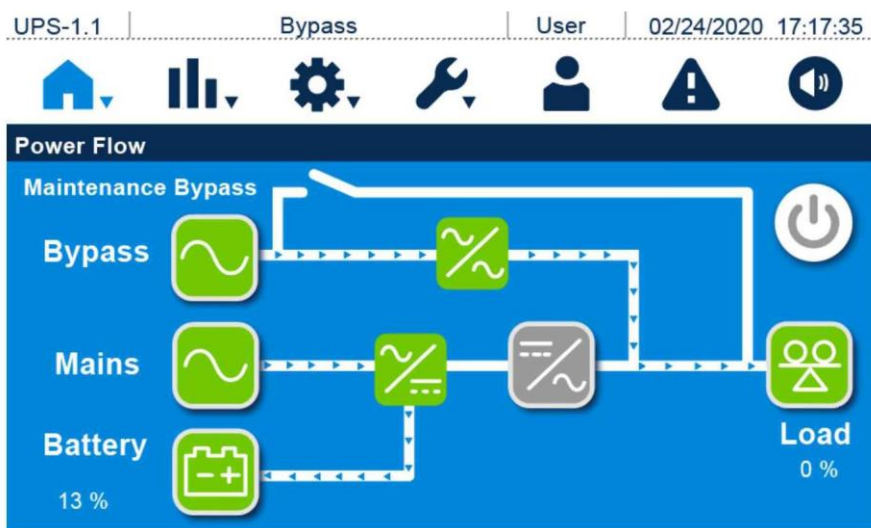 UPS-1.1 Bypass User 02/24/2020 17:17:35
Power Flow
Maintenance Bypass
Bypass
Mains
Battery
13 %
Load
0 %